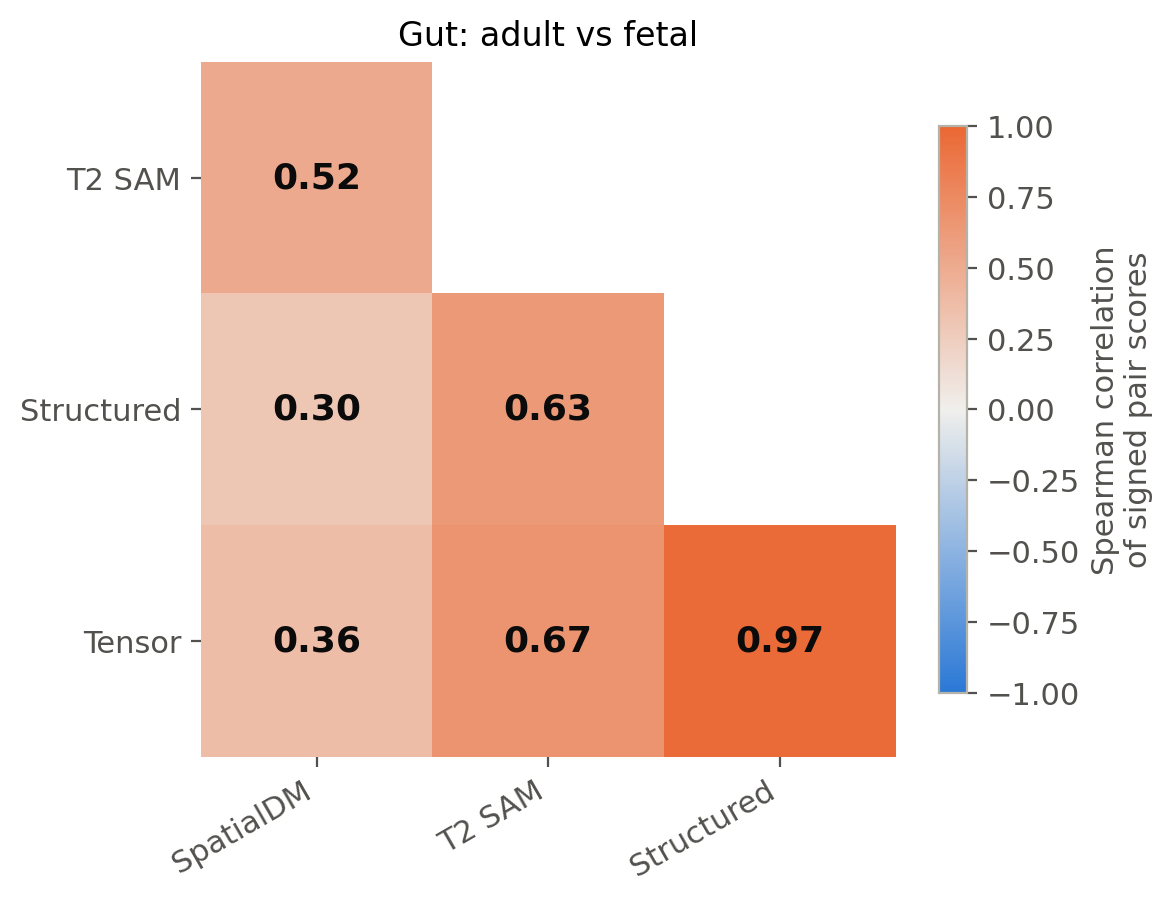 Gut: adult vs fetal
T2 SAM
Structured
Tensor
0.52
0.30
0.63
0.36
0.67
0.97
SpatialDM
T2 SAM
Structured
1.00
0.75
0.50
0.25
0.00
−0.25
−0.50
−0.75
−1.00
Spearman correlation
of signed pair scores